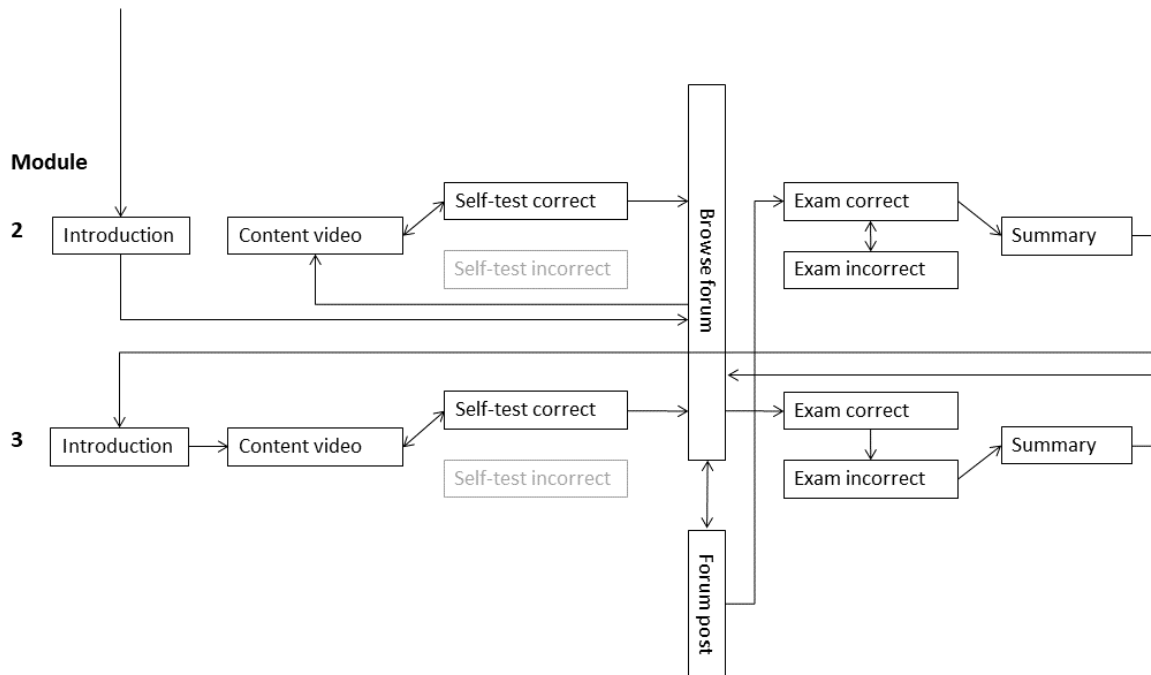 Module
2
Introduction
Content video
Self-test correct
Self-test incorrect
Browse forum
Exam correct
Exam incorrect
Summary
3
Introduction
Content video
Self-test correct
Self-test incorrect
Exam correct
Exam incorrect
Summary
Forum post